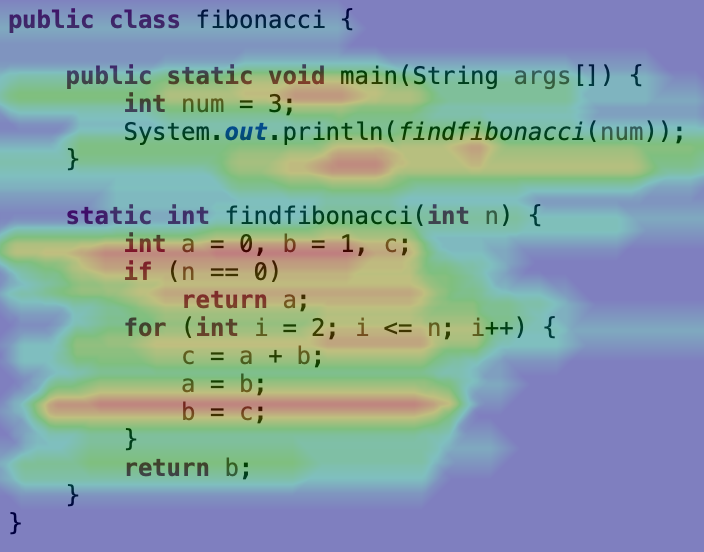 public class fibonacci {
public static void main(String args[]) {
int num = 3;
System.out.println(findfibonacci(num));
}
static int findfibonacci(int n) {
int a = 0, b = 1, c;
if (n == 0)
return a;
for (int i = 2; i <= n; i++) {
c = a + b;
a = b;
b = c;
}
return b;
}
}